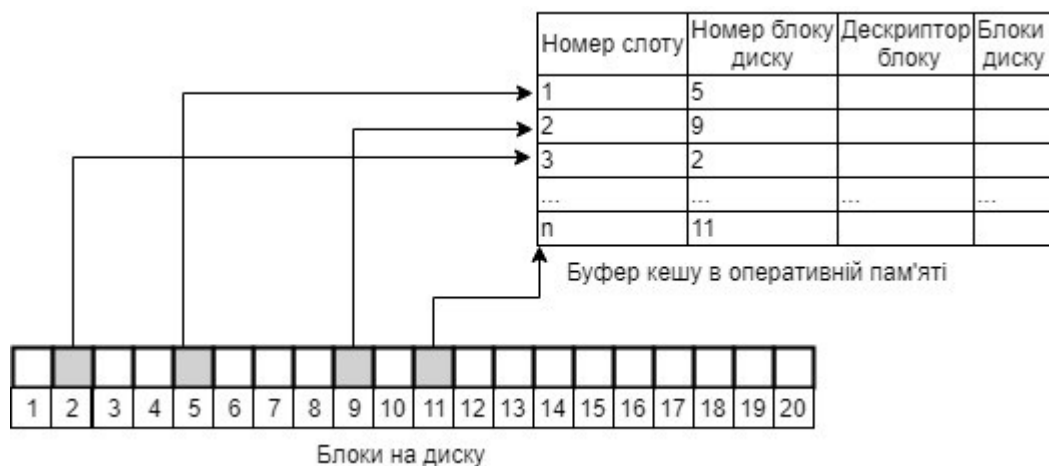 Номер слоту Номер блоку диску Дескриптор блоку Блоки диску
1 5
2 9
3 2
... ... ... ...
n 11
Буфер кешу в оперативній пам'яті
1 2 3 4 5 6 7 8 9 10 11 12 13 14 15 16 17 18 19 20
Блоки на диску